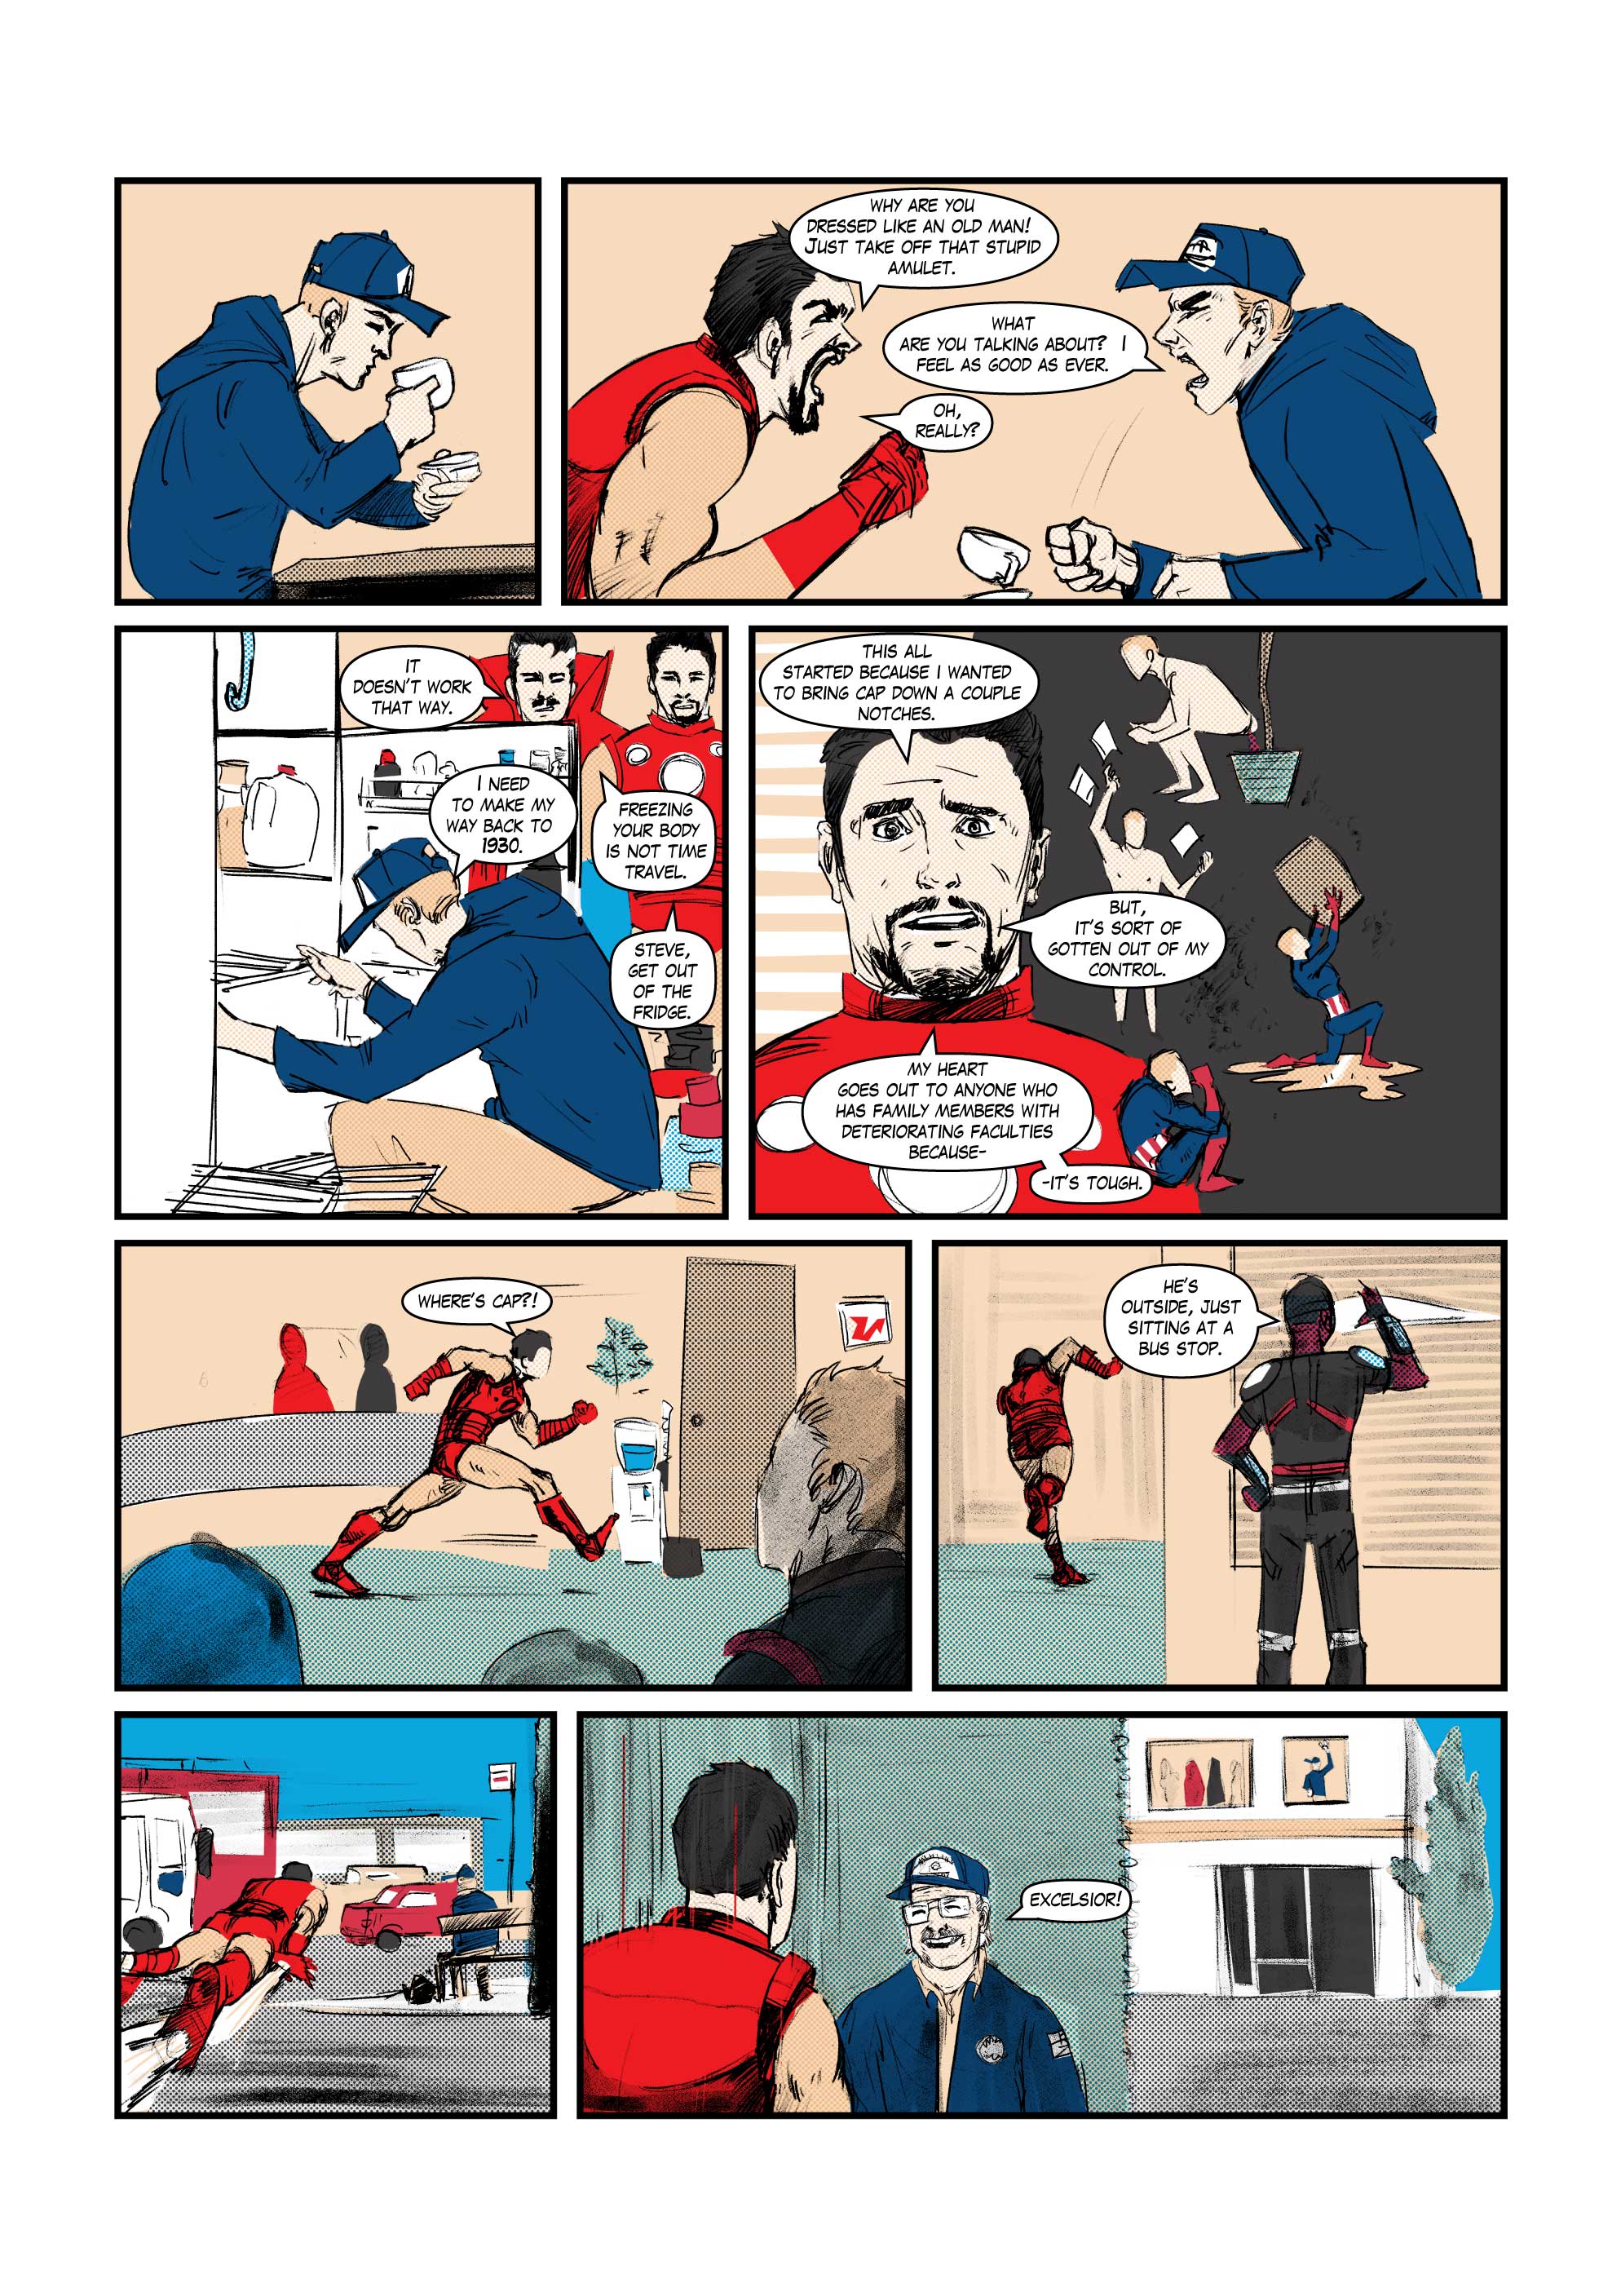 WHY ARE YOU
DRESSED LIKE AN OLD MAN!
JUST TAKE OFF THAT STUPID
AMULET.
WHAT
ARE YOU TALKING ABOUT? I
FEEL AS GOOD AS EVER.
OH,
REALLY?
IT
DOESN'T WORK
THAT WAY.
I NEED
TO MAKE MY
WAY BACK TO
1930.
FREEZING
YOUR BODY
IS NOT TIME
TRAVEL.
STEVE,
GET OUT
OF THE
FRIDGE.
THIS ALL
STARTED BECAUSE I WANTED
TO BRING CAP DOWN A COUPLE
NOTCHES.
BUT,
IT'S SORT OF
GOTTEN OUT OF MY
CONTROL.
MY HEART
GOES OUT TO ANYONE WHO
HAS FAMILY MEMBERS WITH
DETERIORATING FACULTIES
BECAUSE-
-IT'S TOUGH.
WHERE'S CAP?!
HE'S
OUTSIDE, JUST
SITTING AT A
BUS STOP.
EXCELSIOR!